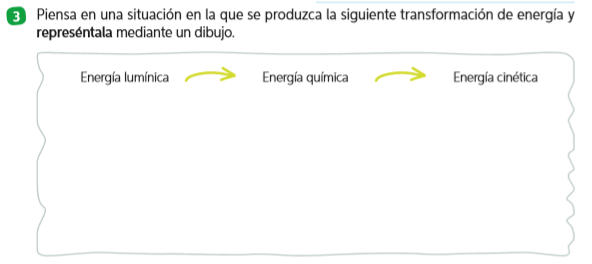 3 Piensa en una situación en la que se produzca la siguiente transformación de energía y
represéntala mediante un dibujo.
Energía lumínica Energía química Energía cinética